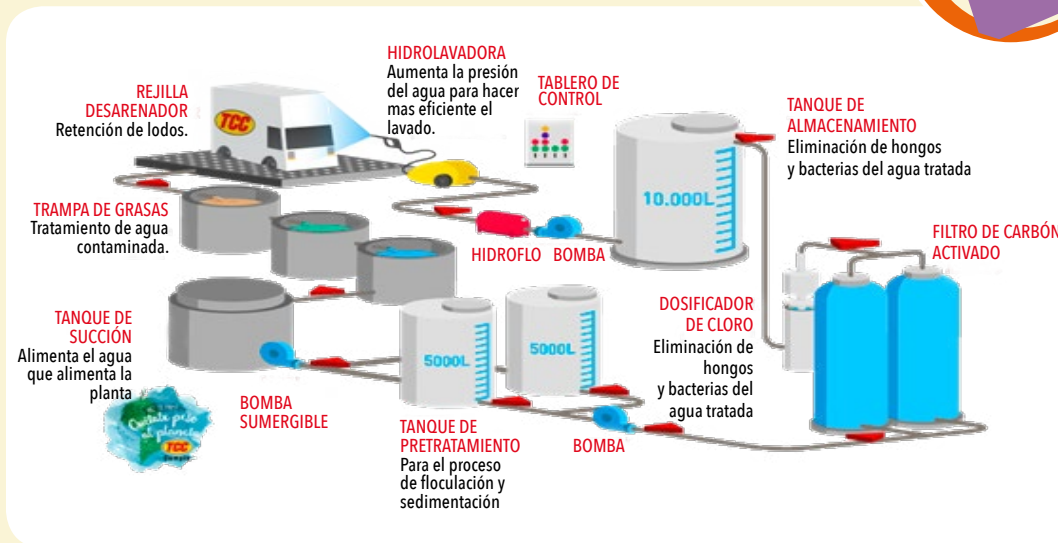 REJILLA
DESARENADOR
Retención de lodos.
TCC
HIDROLAVADORA
Aumenta la presión
del agua para hacer
mas eficiente el
lavado.
TABLERO DE
CONTROL
TANQUE DE
ALMACENAMIENTO
Eliminación de hongos
y bacterias del agua tratada
10.000L
TRAMPA DE GRASAS
Tratamiento de agua
contaminada.
HIDROFLO
BOMBA
FILTRO DE CARBÓN
ACTIVADO
TANQUE DE
SUCCIÓN
Alimenta el agua
que alimenta la
planta
BOMBA
SUMERGIBLE
5000L
5000L
TANQUE DE
PRETRATAMIENTO
Para el proceso
de floculación y
sedimentación
BOMBA
DOSIFICADOR
DE CLORO
Eliminación de
hongos
y bacterias del
agua tratada
al planeta
TCC